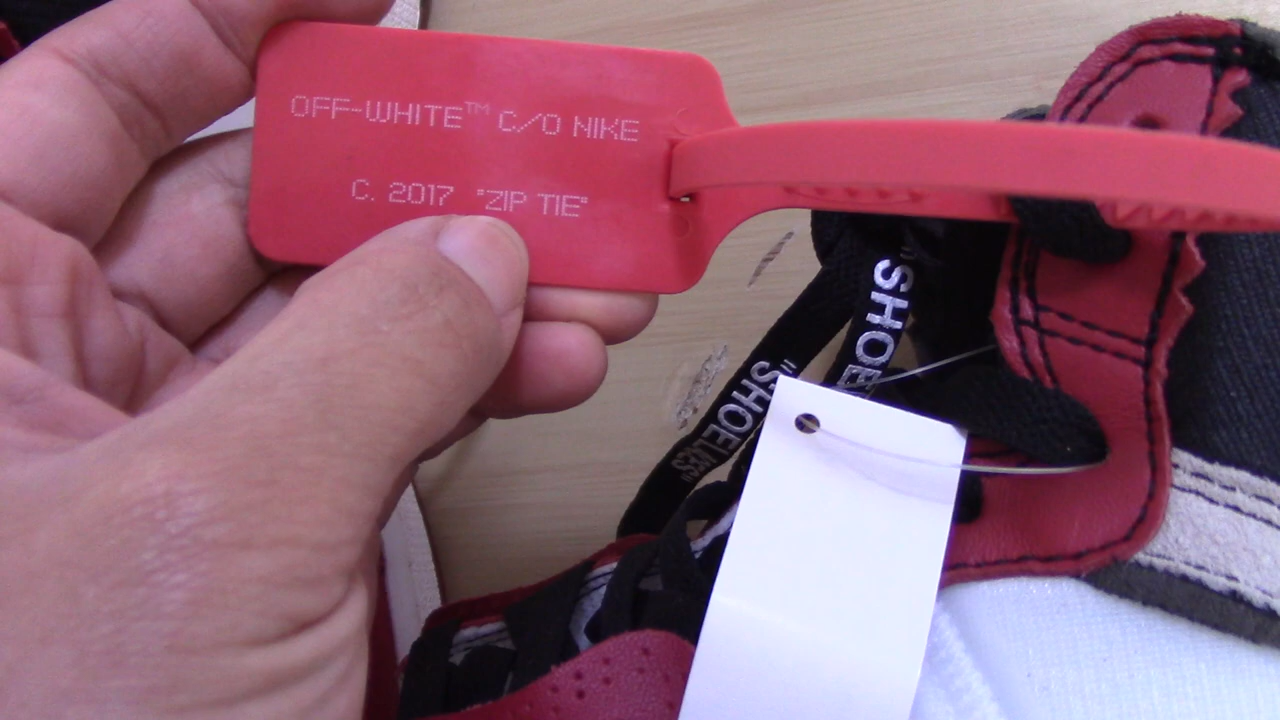 OFF-WHITE™ C/O NIKE
C. 2017 "ZIP TIE"
"SHOE
"SHOELACES"